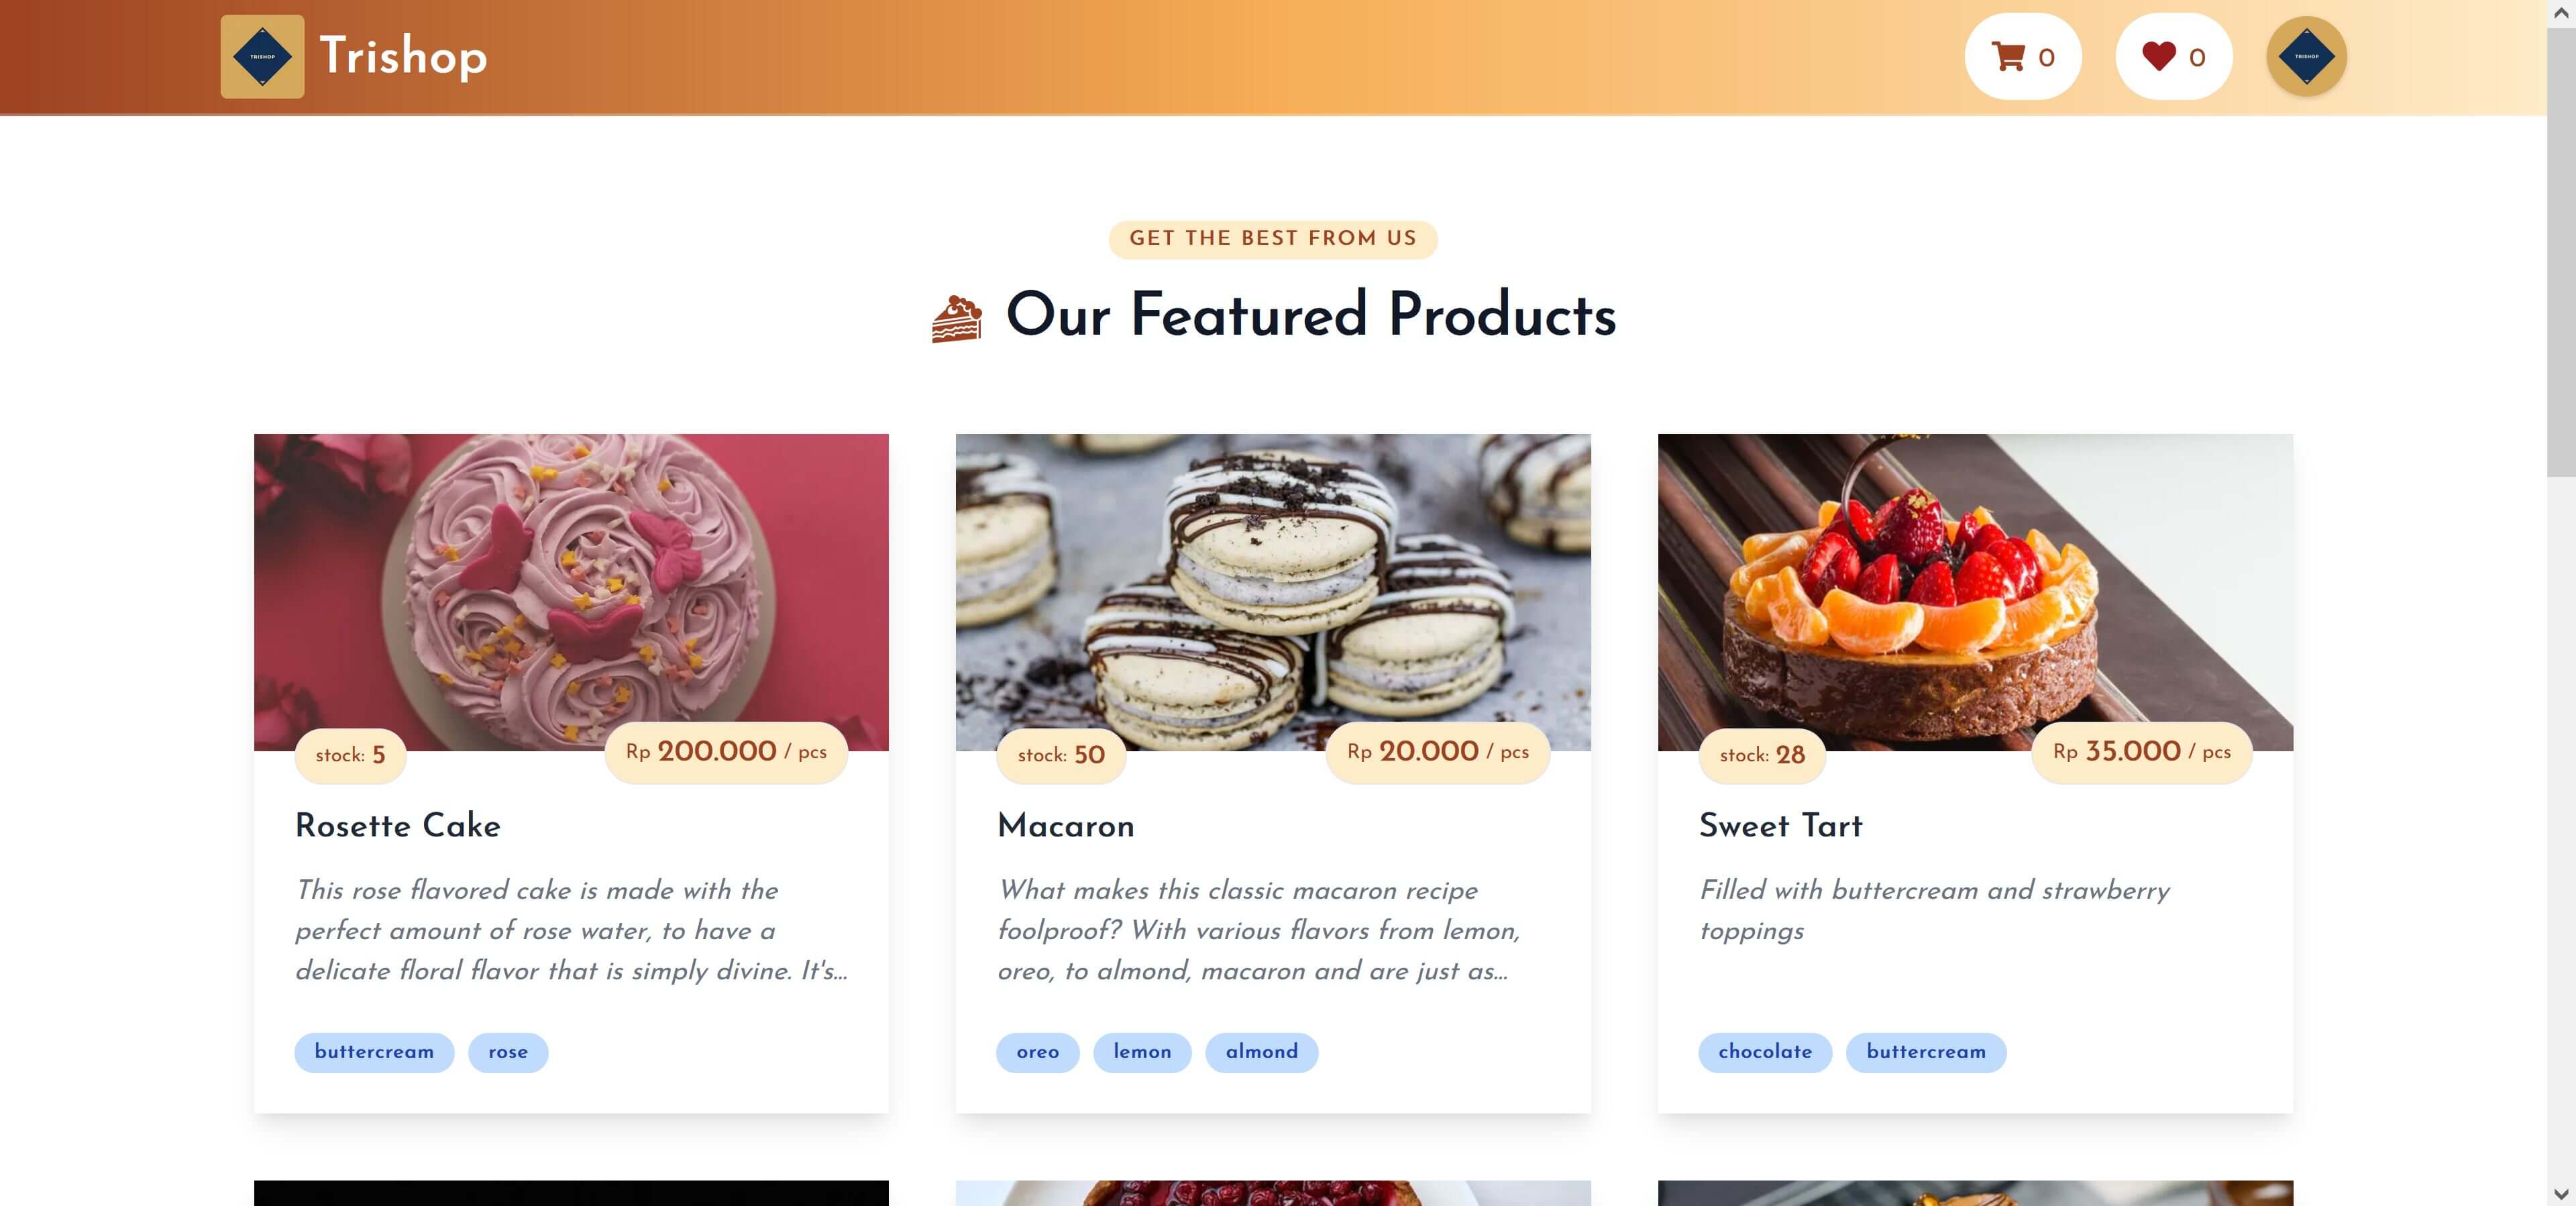 TRISHOP
Trishop
0
0
TRISHOP
GET THE BEST FROM US
Our Featured Products
stock: 5
Rp 200.000 / pcs
Rosette Cake
This rose flavored cake is made with the
perfect amount of rose water, to have a
delicate floral flavor that is simply divine. It's...
buttercream
rose
stock: 50
Rp 20.000 / pcs
Macaron
What makes this classic macaron recipe
foolproof? With various flavors from lemon,
oreo, to almond, macaron and are just as...
oreo
lemon
almond
stock: 28
Rp 35.000 / pcs
Sweet Tart
Filled with buttercream and strawberry
toppings
chocolate
buttercream